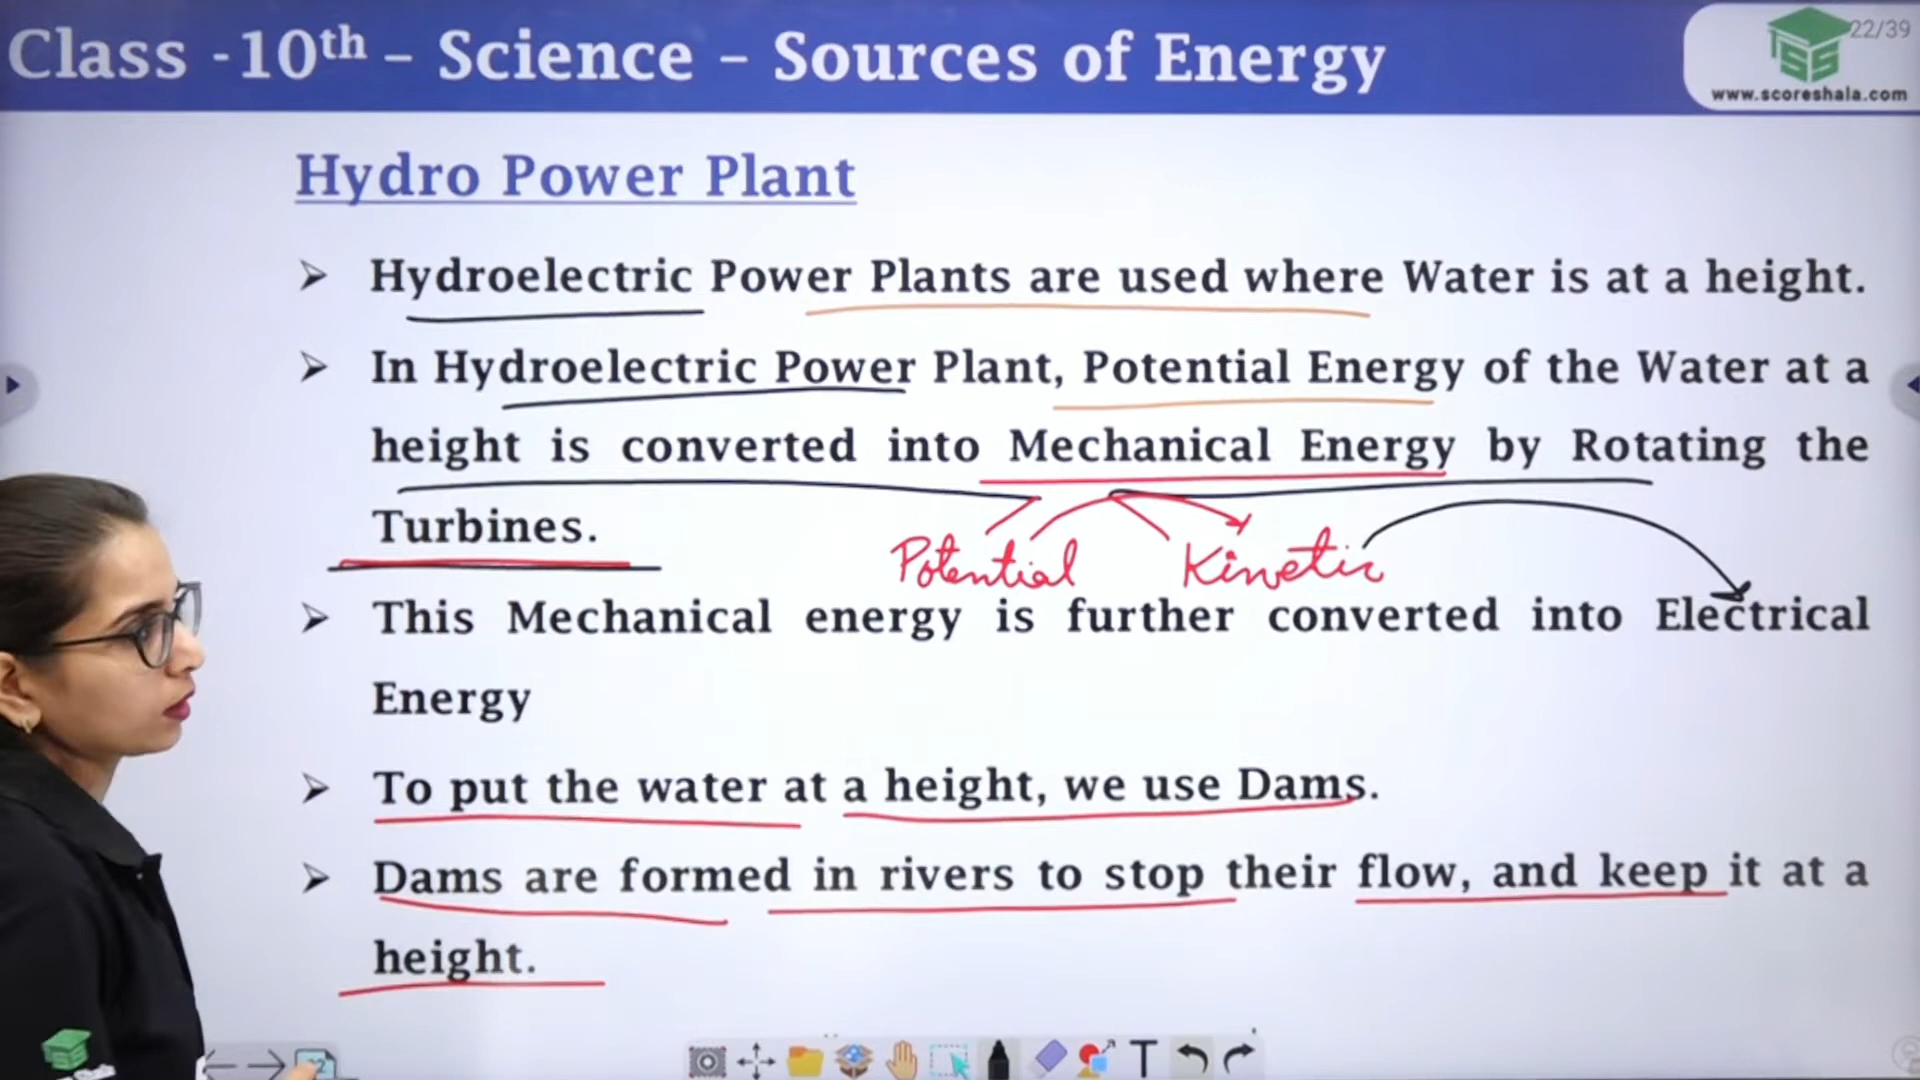 Class -10th – Science – Sources of Energy
22/39
SS
www.scoreshala.com
Hydro Power Plant
➢ Hydroelectric Power Plants are used where Water is at a height.
➢ In Hydroelectric Power Plant, Potential Energy of the Water at a
height is converted into Mechanical Energy by Rotating the
Turbines.
Potential Kinetic
➢ This Mechanical energy is further converted into Electrical
Energy
➢ To put the water at a height, we use Dams.
➢ Dams are formed in rivers to stop their flow, and keep it at a
height.
T